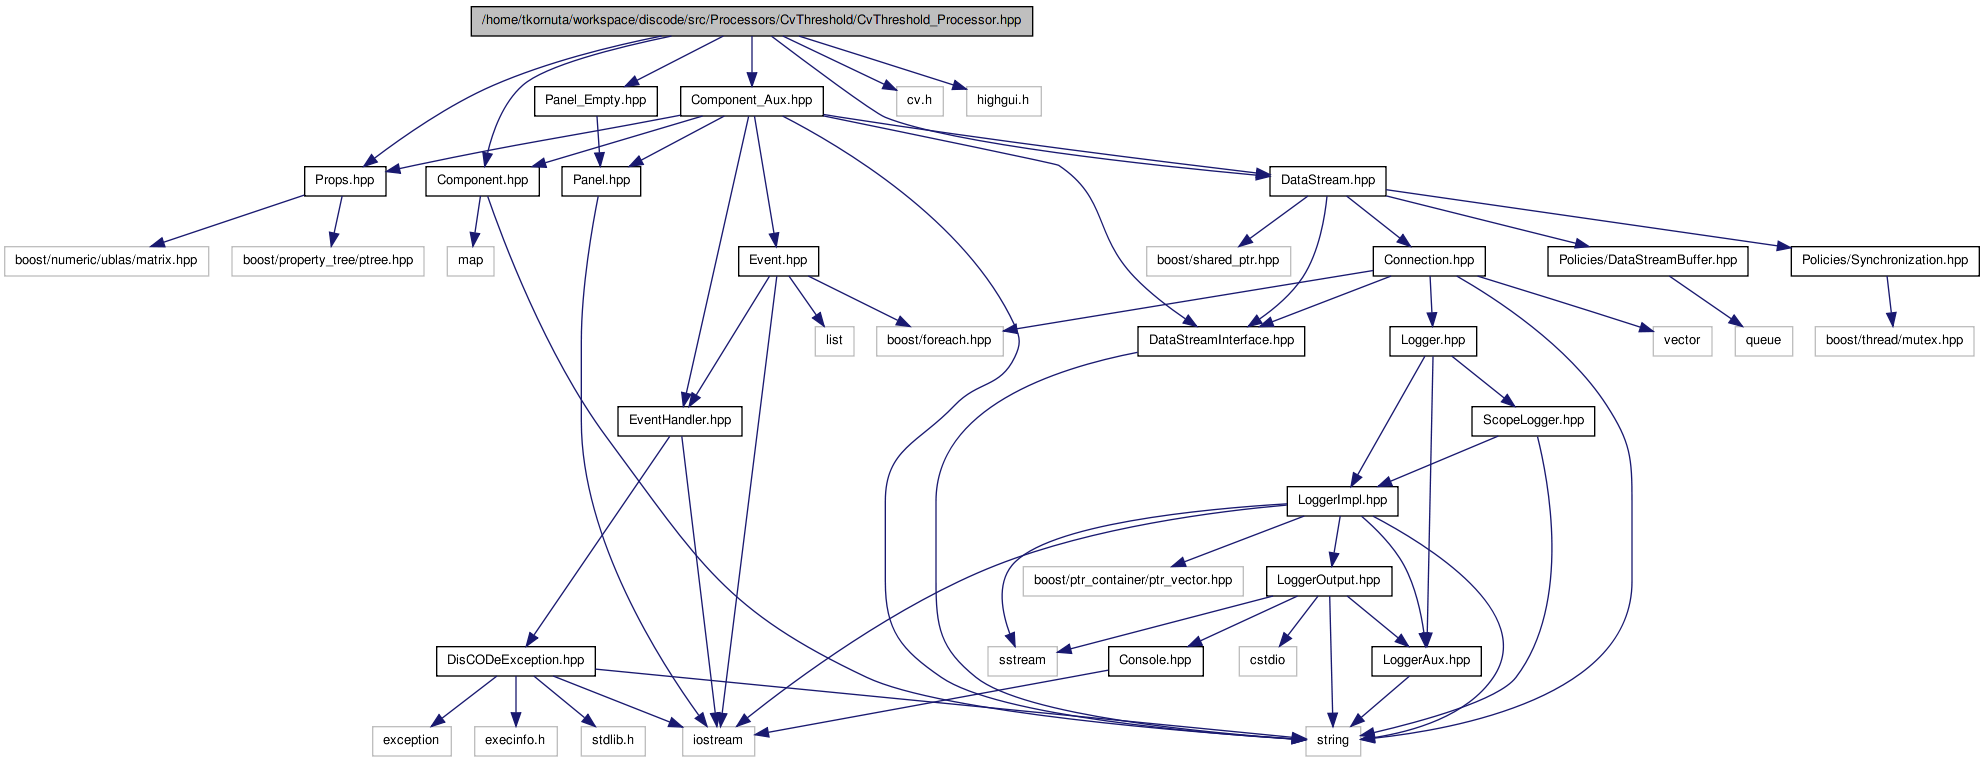 /home/tkornuta/workspace/discode/src/Processors/CvThreshold/CvThreshold_Processor.hpp
Panel_Empty.hpp
Component_Aux.hpp
cv.h
highgui.h
Props.hpp
Component.hpp
Panel.hpp
DataStream.hpp
boost/numeric/ublas/matrix.hpp
boost/property_tree/ptree.hpp
map
Event.hpp
boost/shared_ptr.hpp
Connection.hpp
Policies/DataStreamBuffer.hpp
Policies/Synchronization.hpp
list
boost/foreach.hpp
DataStreamInterface.hpp
Logger.hpp
vector
queue
boost/thread/mutex.hpp
EventHandler.hpp
ScopeLogger.hpp
LoggerImpl.hpp
boost/ptr_container/ptr_vector.hpp
LoggerOutput.hpp
DisCODeException.hpp
sstream
Console.hpp
cstdio
LoggerAux.hpp
exception
execinfo.h
stdlib.h
iostream
string